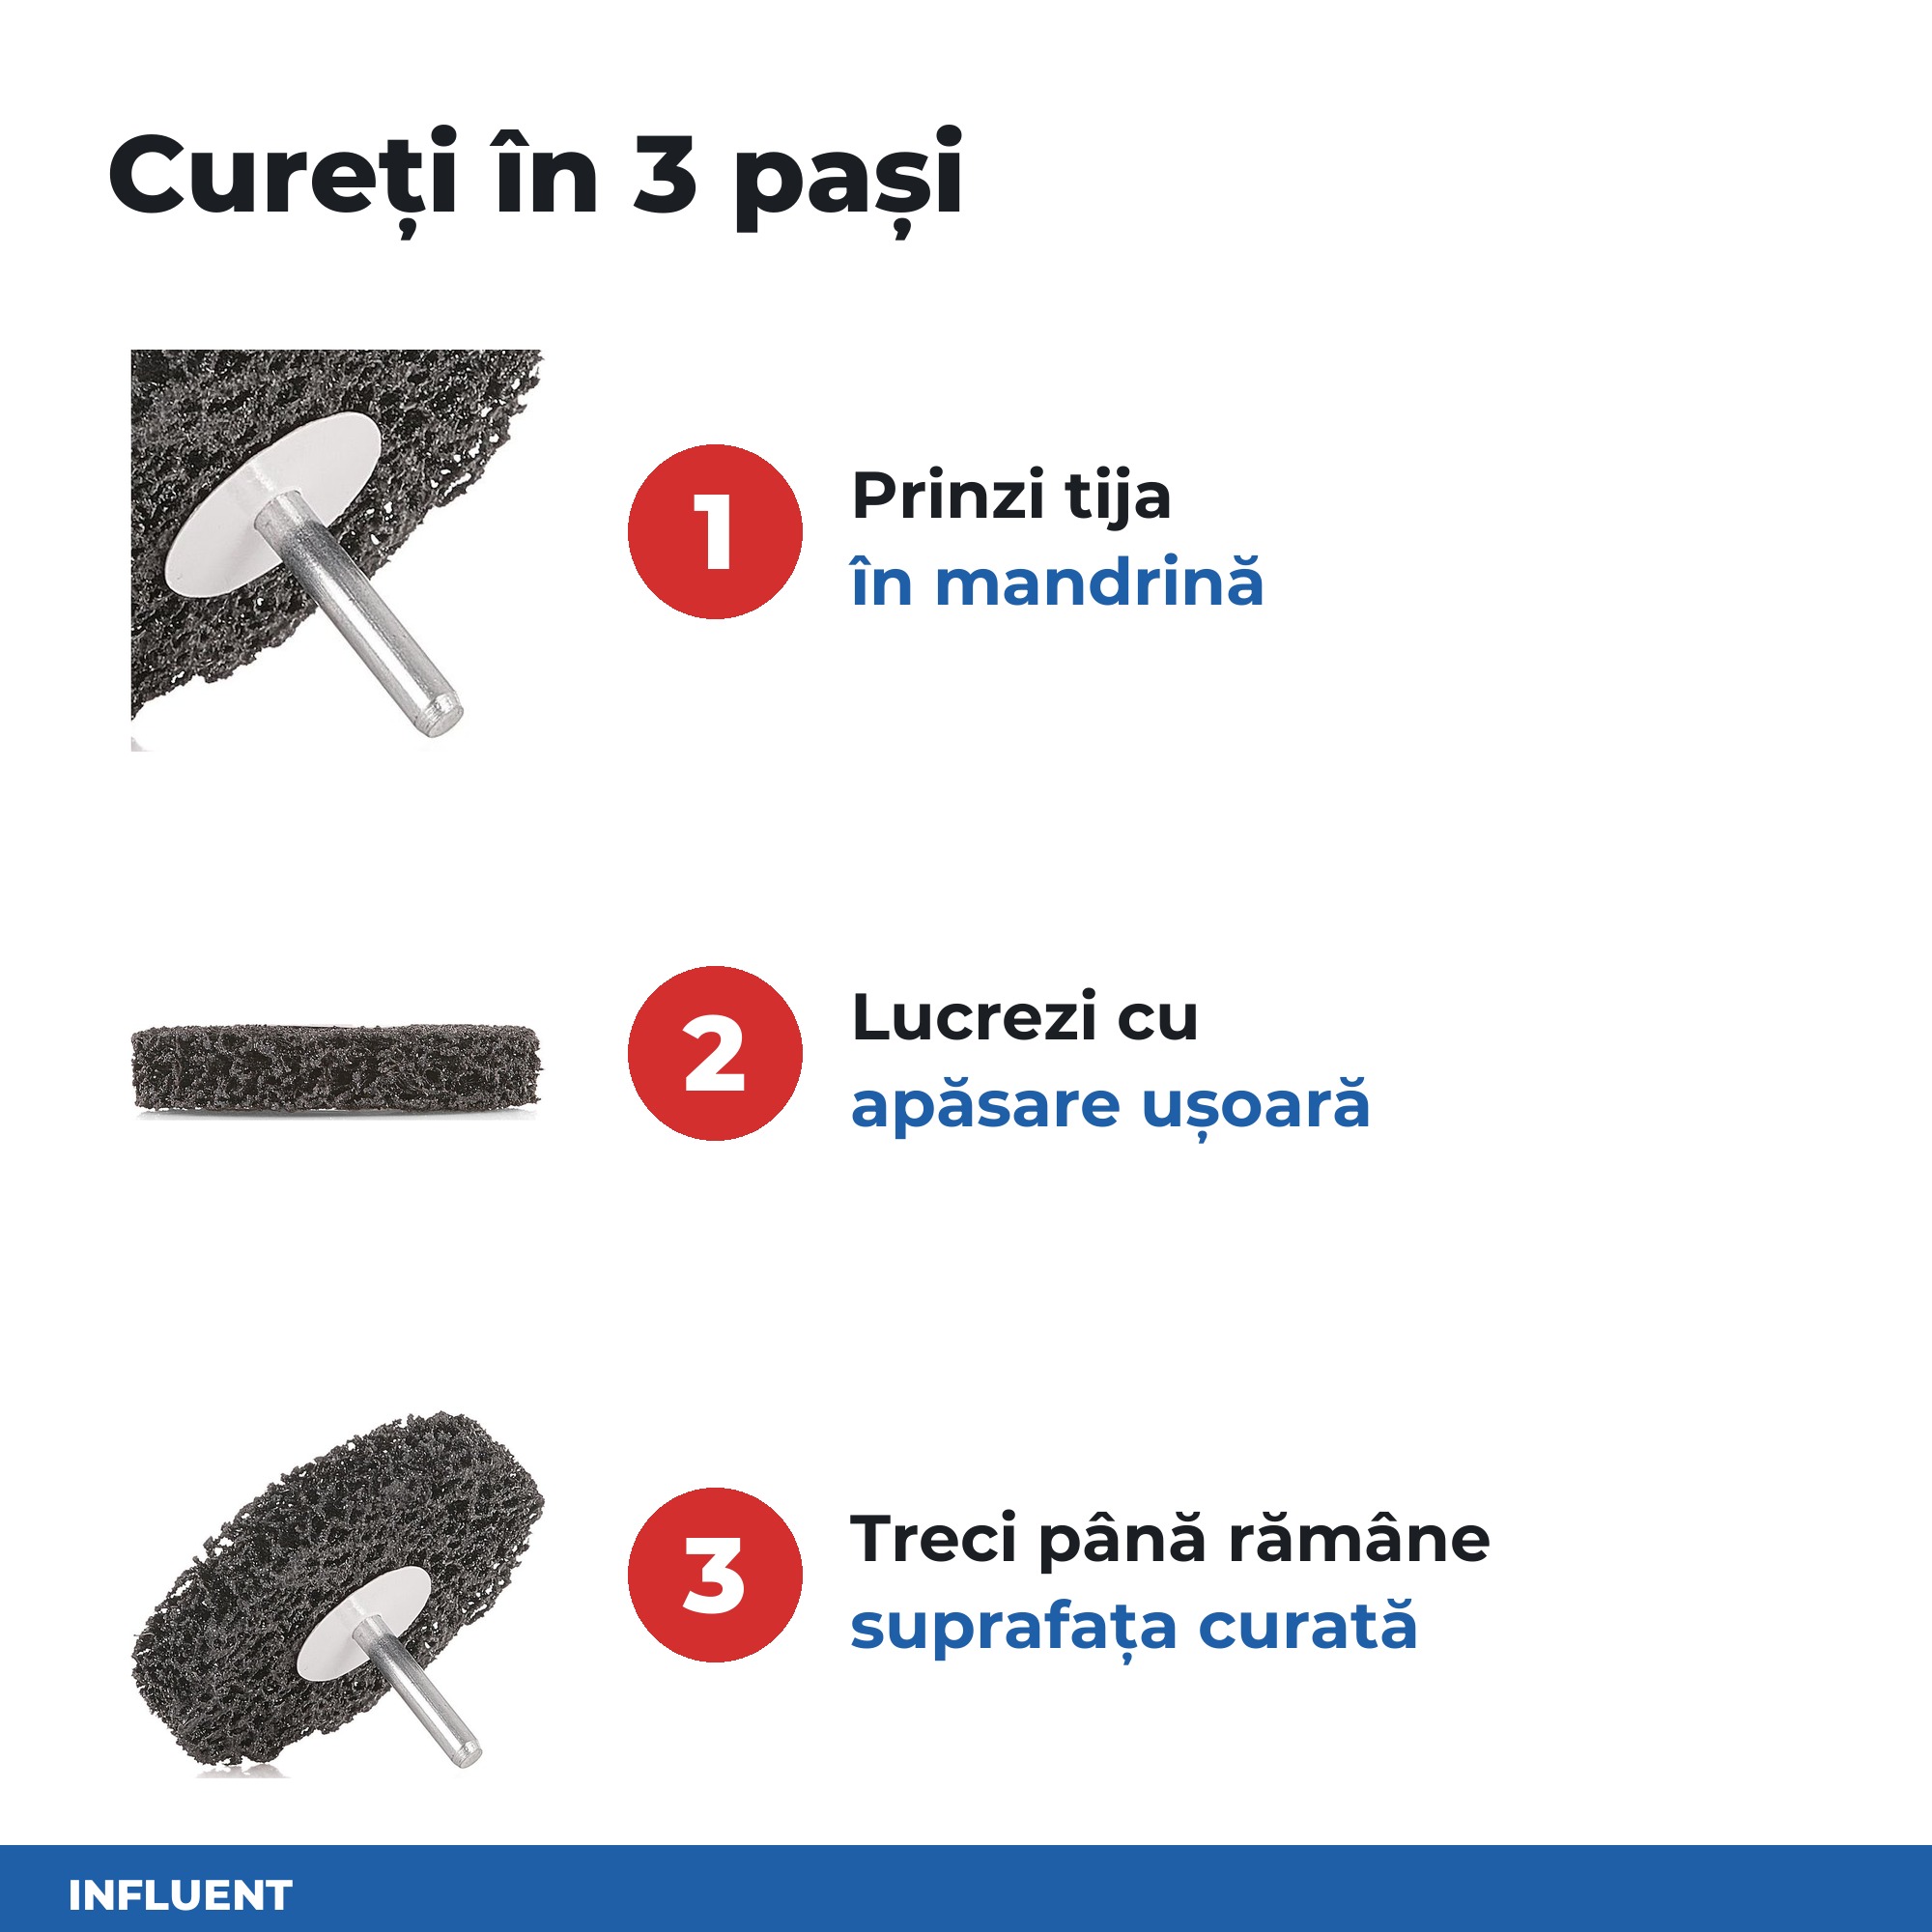 Cureți în 3 pași
1
Prinzi tija
în mandrină
2
Lucrezi cu
apăsare ușoară
3
Treci până rămâne
suprafața curată
INFLUENT